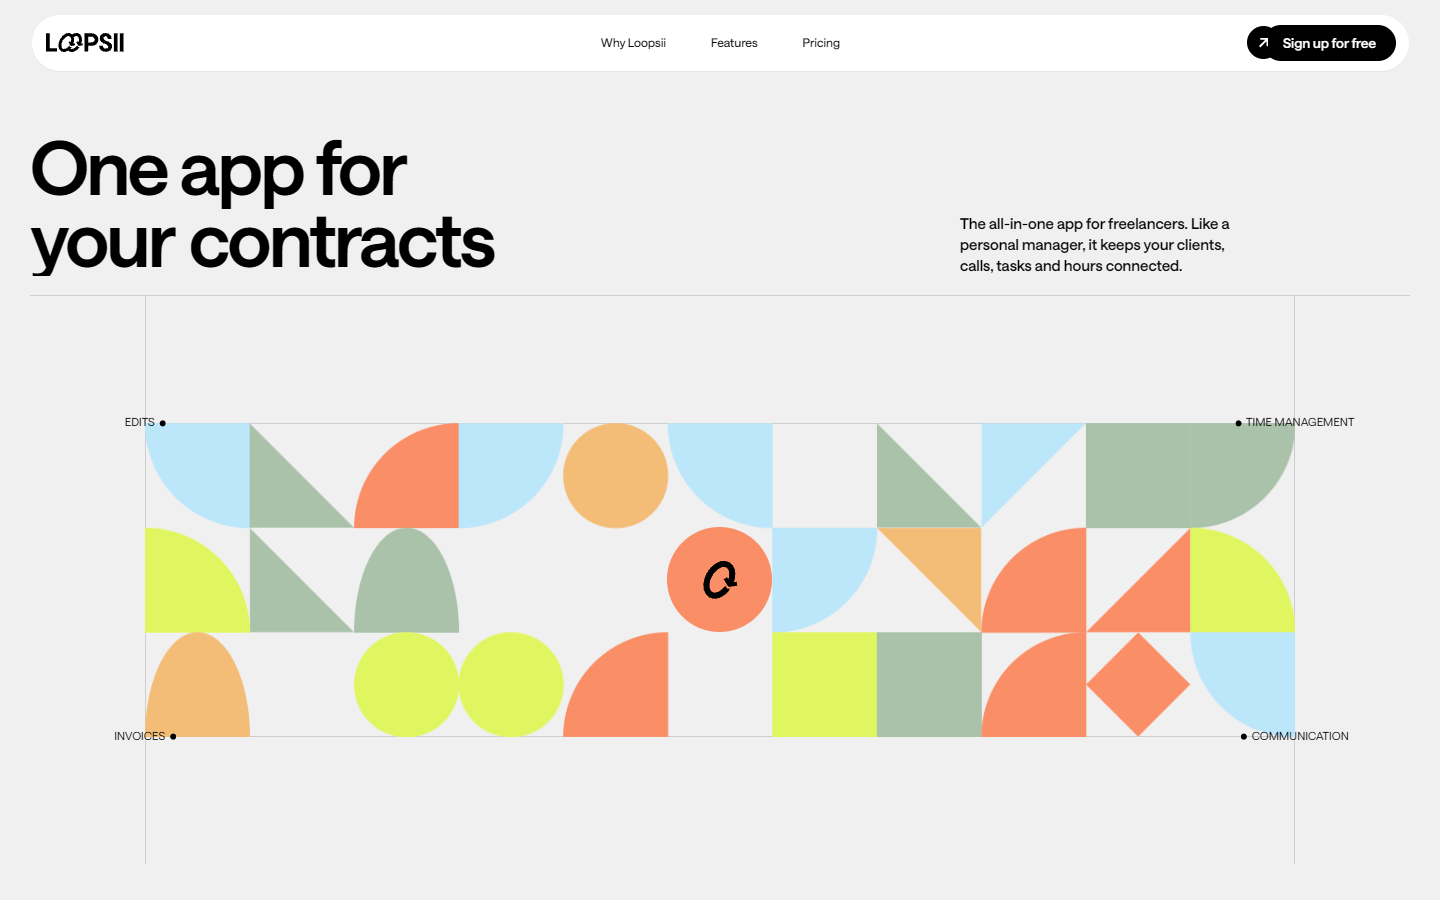 LOOPSII
Why Loopsii
Features
Pricing
Sign up for free
One app for
your contracts
The all-in-one app for freelancers. Like a
personal manager, it keeps your clients,
calls, tasks and hours connected.
EDITS
TIME MANAGEMENT
INVOICES
COMMUNICATION